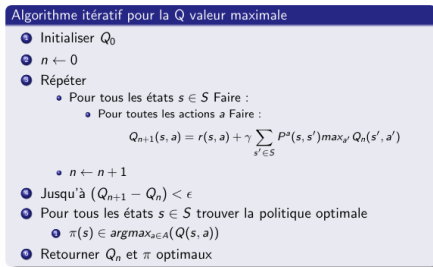 Algorithme itératif pour la Q valeur maximale
1 Initialiser Q₀
2 n ← 0
3 Répéter
• Pour tous les états s ∈ S Faire :
• Pour toutes les actions a Faire :
Qₙ₊₁(s, a) = r(s, a) + γ ∑_{s'∈S} Pᵃ(s, s')max_{a'} Qₙ(s', a')
• n ← n + 1
4 Jusqu'à (Qₙ₊₁ − Qₙ) < ϵ
5 Pour tous les états s ∈ S trouver la politique optimale
1 π(s) ∈ argmax_{a∈A}(Q(s, a))
6 Retourner Qₙ et π optimaux